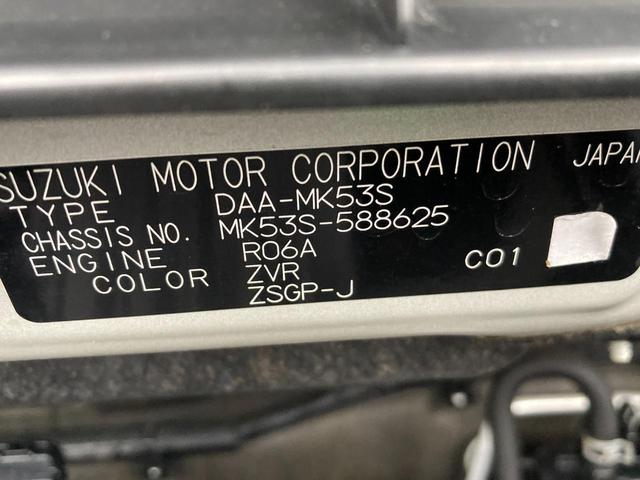 SUZUKI MOTOR CORPORATION JAPAN
TYPE DAA-MK53S
CHASSIS NO. MK53S-588625
ENGINE R06A
COLOR ZVR C01
ZSGP-J